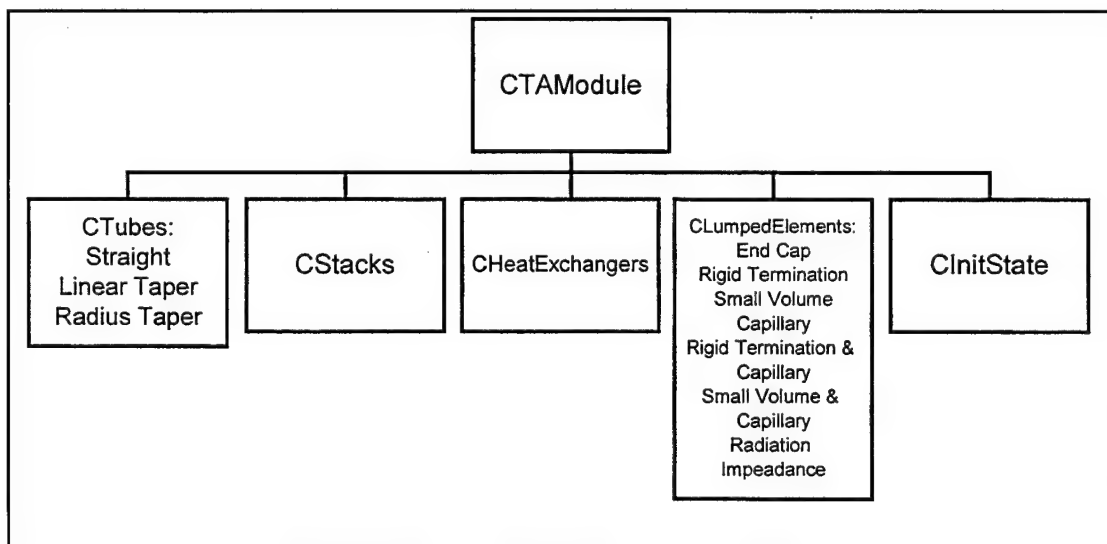 CTAModule
CTubes:
Straight
Linear Taper
Radius Taper
CStacks
CHeatExchangers
CLumpedElements:
End Cap
Rigid Termination
Small Volume
Capillary
Rigid Termination &
Capillary
Small Volume &
Capillary
Radiation
Impeadance
CInitState